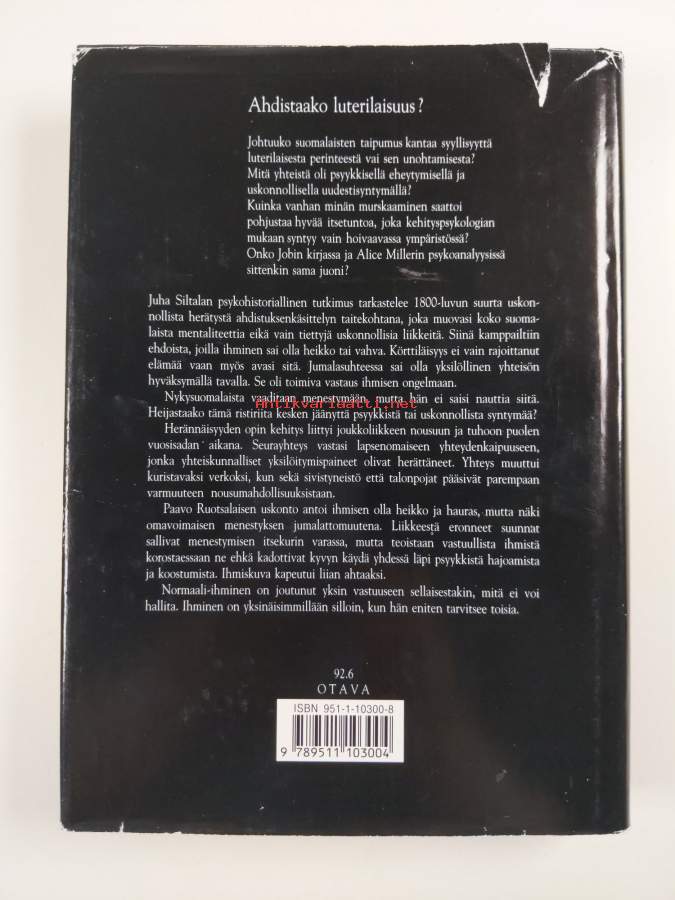 Ahdistaako luterilaisuus?
Johtuuko suomalaisten taipumus kantaa syyllisyyttä
luterilaisesta perinteestä vai sen unohtamisesta?
Mitä yhteistä oli psyykkisellä eheytymisellä ja
uskonnollisella uudestisyntymällä?
Kuinka vanhan minän murskaaminen saattoi
pohjustaa hyvää itsetuntoa, joka kehityspsykologian
mukaan syntyy vain hoivaavassa ympäristössä?
Onko Jobin kirjassa ja Alice Millerin psykoanalyysissä
sittenkin sama juoni?
Juha Siltalan psykohistoriallinen tutkimus tarkastelee 1800-luvun suurta uskon-
nollista herätystä ahdistuksenkäsittelyn taitekohtana, joka muovasi koko suoma-
laista mentaliteettia eikä vain tiettyjä uskonnollisia liikkeitä. Siinä kamppailtiin
ehdoista, joilla ihminen sai olla heikko tai vahva. Körttiläisyys ei vain rajoittanut
elämää vaan myös avasi sitä. Jumalasuhteessa sai olla yksilöllinen yhteisön
hyväksymällä tavalla. Se oli toimiva vastaus ihmisen ongelmaan.
Nykysuomalaista vaaditaan menestymään, mutta hän ei saisi nauttia siitä.
Antikvariaatti.net
Heijastaako tämä ristiriita kesken jäänyttä psyykkistä tai uskonnollista syntymää?
Herännäisyyden opin kehitys liittyi joukkoliikkeen nousuun ja tuhoon puolen
vuosisadan aikana. Seurayhteys vastasi lapsenomaiseen yhteydenkaipuuseen,
jonka yhteiskunnalliset yksilöitymispaineet olivat herättäneet. Yhteys muuttui
kuristavaksi verkoksi, kun sekä sivistyneistö että talonpojat pääsivät parempaan
varmuuteen nousumahdollisuuksistaan.
Paavo Ruotsalaisen uskonto antoi ihmisen olla heikko ja hauras, mutta näki
omavoimaisen menestyksen jumalattomuutena. Liikkeestä eronneet suunnat
sallivat menestymisen itsekurin varassa, mutta teoistaan vastuullista ihmistä
korostaessaan ne ehkä kadottivat kyvyn käydä yhdessä läpi psyykkistä hajoamista
ja koostumista. Ihmiskuva kapeutui liian ahtaaksi.
Normaali-ihminen on joutunut yksin vastuuseen sellaisestakin, mitä ei voi
hallita. Ihminen on yksinäisimmillään silloin, kun hän eniten tarvitsee toisia.
92.6
OTAVA
ISBN 951-1-10300-8
9 789511 103004